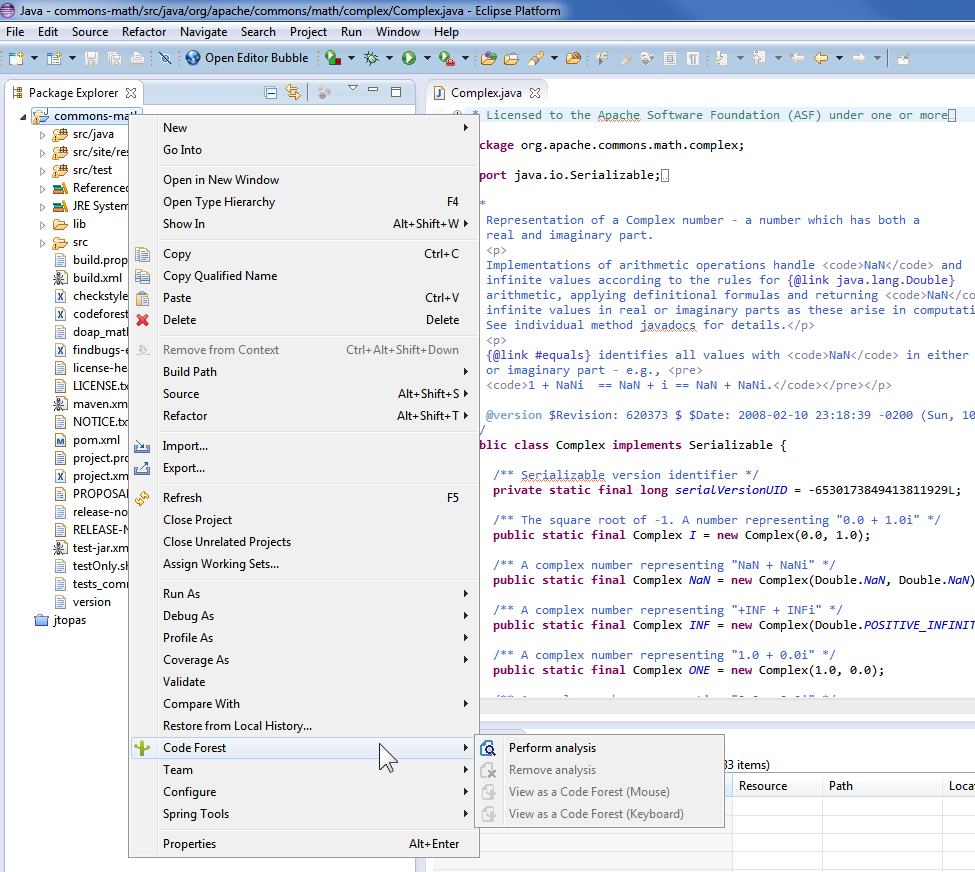 Java - commons-math/src/java/org/apache/commons/math/complex/Complex.java - Eclipse Platform
File Edit Source Refactor Navigate Search Project Run Window Help
Open Editor Bubble
Package Explorer
commons-math
src/java
src/site/res
src/test
Referenced
JRE System
lib
src
build.prop
build.xml
checkstyle
codeforest
doap_mat
findbugs-e
license-hea
LICENSE.tx
maven.xm
NOTICE.tx
pom.xml
project.pro
project.xm
PROPOSAL
release-no
RELEASE-N
test-jar.xm
testOnly.sh
tests_comm
version
jtopas
New
Go Into
Open in New Window
Open Type Hierarchy F4
Show In Alt+Shift+W
Copy Ctrl+C
Copy Qualified Name
Paste Ctrl+V
Delete Delete
Remove from Context Ctrl+Alt+Shift+Down
Build Path
Source Alt+Shift+S
Refactor Alt+Shift+T
Import...
Export...
Refresh F5
Close Project
Close Unrelated Projects
Assign Working Sets...
Run As
Debug As
Profile As
Coverage As
Validate
Compare With
Restore from Local History...
Code Forest
Team
Configure
Spring Tools
Properties Alt+Enter
Perform analysis
Remove analysis
View as a Code Forest (Mouse)
View as a Code Forest (Keyboard)
Complex.java
* Licensed to the Apache Software Foundation (ASF) under one or more
ckage org.apache.commons.math.complex;
port java.io.Serializable;
*
Representation of a Complex number - a number which has both a
real and imaginary part.
<p>
Implementations of arithmetic operations handle <code>NaN</code> and
infinite values according to the rules for {@link java.lang.Double}
arithmetic, applying definitional formulas and returning <code>NaN</co
infinite values in real or imaginary parts as these arise in computati
See individual method javadocs for details.</p>
<p>
{@link #equals} identifies all values with <code>NaN</code> in either
or imaginary part - e.g., <pre>
<code>1 + NaNi  == NaN + i == NaN + NaNi.</code></pre></p>
@version $Revision: 620373 $ $Date: 2008-02-10 23:18:39 -0200 (Sun, 10
/
blic class Complex implements Serializable {
/** Serializable version identifier */
private static final long serialVersionUID = -6530173849413811929L;
/** The square root of -1. A number representing "0.0 + 1.0i" */
public static final Complex I = new Complex(0.0, 1.0);
/** A complex number representing "NaN + NaNi" */
public static final Complex NaN = new Complex(Double.NaN, Double.NaN)
/** A complex number representing "+INF + INFi" */
public static final Complex INF = new Complex(Double.POSITIVE_INFINIT
/** A complex number representing "1.0 + 0.0i" */
public static final Complex ONE = new Complex(1.0, 0.0);
33 items)
Resource Path Locat